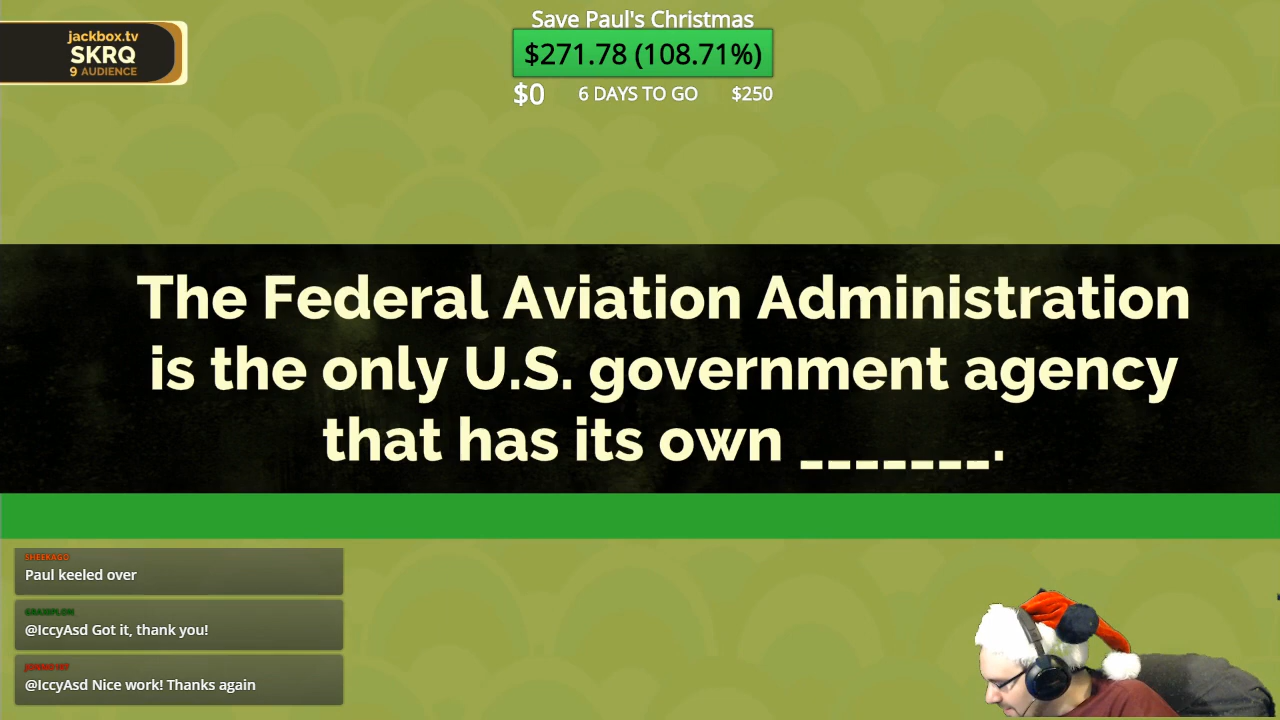 jackbox.tv
SKRQ
9 AUDIENCE
Save Paul's Christmas
$271.78 (108.71%)
$0 6 DAYS TO GO $250
The Federal Aviation Administration
is the only U.S. government agency
that has its own _______.
SHEEKAGO
Paul keeled over
@IccyAsd Got it, thank you!
@IccyAsd Nice work! Thanks again